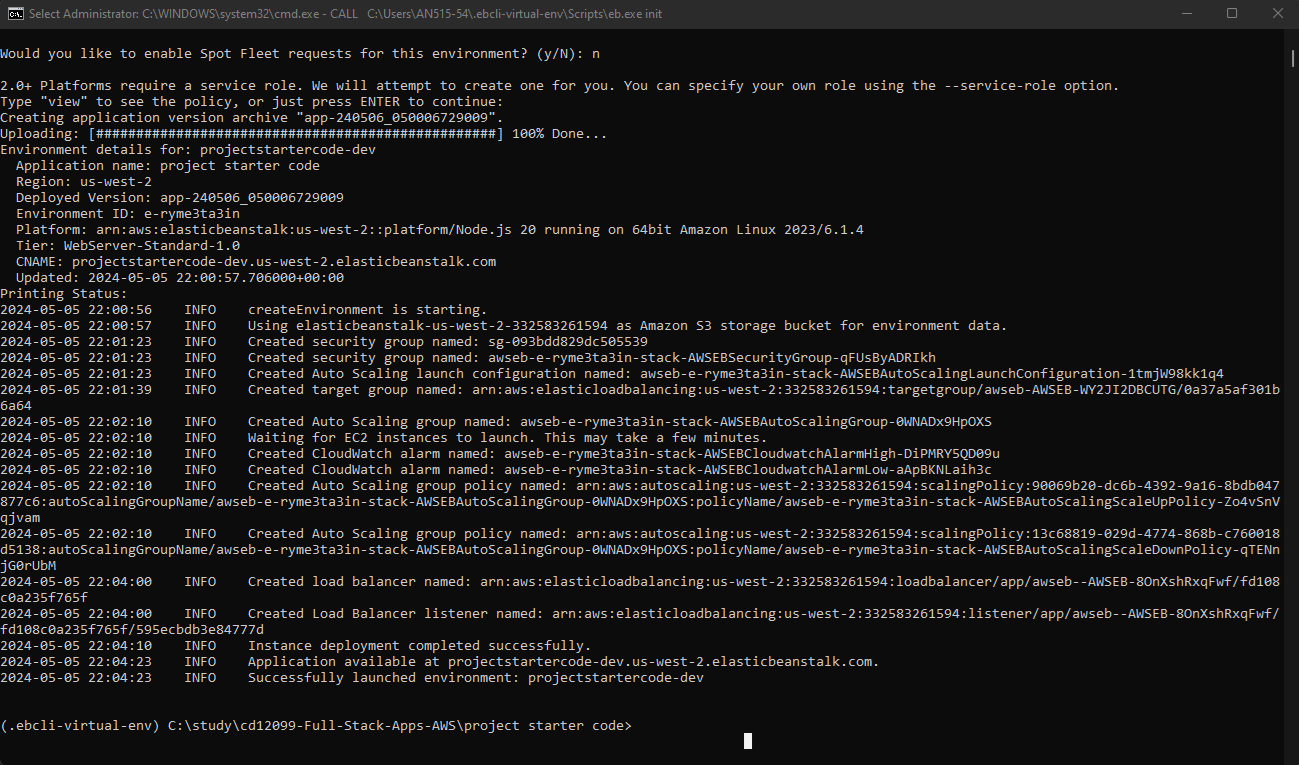 Select Administrator: C:\WINDOWS\system32\cmd.exe - CALL C:\Users\AN515-54\.ebcli-virtual-env\Scripts\eb.exe init
Would you like to enable Spot Fleet requests for this environment? (y/N): n
2.0+ Platforms require a service role. We will attempt to create one for you. You can specify your own role using the --service-role option.
Type "view" to see the policy, or just press ENTER to continue:
Creating application version archive "app-240506_050006729009".
Uploading: [##################################################] 100% Done...
Environment details for: projectstartercode-dev
  Application name: project starter code
  Region: us-west-2
  Deployed Version: app-240506_050006729009
  Environment ID: e-ryme3ta3in
  Platform: arn:aws:elasticbeanstalk:us-west-2::platform/Node.js 20 running on 64bit Amazon Linux 2023/6.1.4
  Tier: WebServer-Standard-1.0
  CNAME: projectstartercode-dev.us-west-2.elasticbeanstalk.com
  Updated: 2024-05-05 22:00:57.706000+00:00
Printing Status:
2024-05-05 22:00:56    INFO    createEnvironment is starting.
2024-05-05 22:00:57    INFO    Using elasticbeanstalk-us-west-2-332583261594 as Amazon S3 storage bucket for environment data.
2024-05-05 22:01:23    INFO    Created security group named: sg-093bdd829dc505539
2024-05-05 22:01:23    INFO    Created security group named: awseb-e-ryme3ta3in-stack-AWSEBSecurityGroup-qFUsByADRIkh
2024-05-05 22:01:23    INFO    Created Auto Scaling launch configuration named: awseb-e-ryme3ta3in-stack-AWSEBAutoScalingLaunchConfiguration-1tmjW98kk1q4
2024-05-05 22:01:39    INFO    Created target group named: arn:aws:elasticloadbalancing:us-west-2:332583261594:targetgroup/awseb-AWSEB-WY2JI2DBCUTG/0a37a5af301b
6a64
2024-05-05 22:02:10    INFO    Created Auto Scaling group named: awseb-e-ryme3ta3in-stack-AWSEBAutoScalingGroup-0WNADx9HpOXS
2024-05-05 22:02:10    INFO    Waiting for EC2 instances to launch. This may take a few minutes.
2024-05-05 22:02:10    INFO    Created CloudWatch alarm named: awseb-e-ryme3ta3in-stack-AWSEBCloudwatchAlarmHigh-DiPMRY5QD09u
2024-05-05 22:02:10    INFO    Created CloudWatch alarm named: awseb-e-ryme3ta3in-stack-AWSEBCloudwatchAlarmLow-aApBKNLaih3c
2024-05-05 22:02:10    INFO    Created Auto Scaling group policy named: arn:aws:autoscaling:us-west-2:332583261594:scalingPolicy:90069b20-dc6b-4392-9a16-8bdb047
877c6:autoScalingGroupName/awseb-e-ryme3ta3in-stack-AWSEBAutoScalingGroup-0WNADx9HpOXS:policyName/awseb-e-ryme3ta3in-stack-AWSEBAutoScalingScaleUpPolicy-Zo4vSnV
qjvam
2024-05-05 22:02:10    INFO    Created Auto Scaling group policy named: arn:aws:autoscaling:us-west-2:332583261594:scalingPolicy:13c68819-029d-4774-868b-c760018
d5138:autoScalingGroupName/awseb-e-ryme3ta3in-stack-AWSEBAutoScalingGroup-0WNADx9HpOXS:policyName/awseb-e-ryme3ta3in-stack-AWSEBAutoScalingScaleDownPolicy-qTENn
jG0rUbM
2024-05-05 22:04:00    INFO    Created load balancer named: arn:aws:elasticloadbalancing:us-west-2:332583261594:loadbalancer/app/awseb--AWSEB-8OnXshRxqFwf/fd108
c0a235f765f
2024-05-05 22:04:00    INFO    Created Load Balancer listener named: arn:aws:elasticloadbalancing:us-west-2:332583261594:listener/app/awseb--AWSEB-8OnXshRxqFwf/
fd108c0a235f765f/595ecbdb3e84777d
2024-05-05 22:04:10    INFO    Instance deployment completed successfully.
2024-05-05 22:04:23    INFO    Application available at projectstartercode-dev.us-west-2.elasticbeanstalk.com.
2024-05-05 22:04:23    INFO    Successfully launched environment: projectstartercode-dev
(.ebcli-virtual-env) C:\study\cd12099-Full-Stack-Apps-AWS\project starter code>